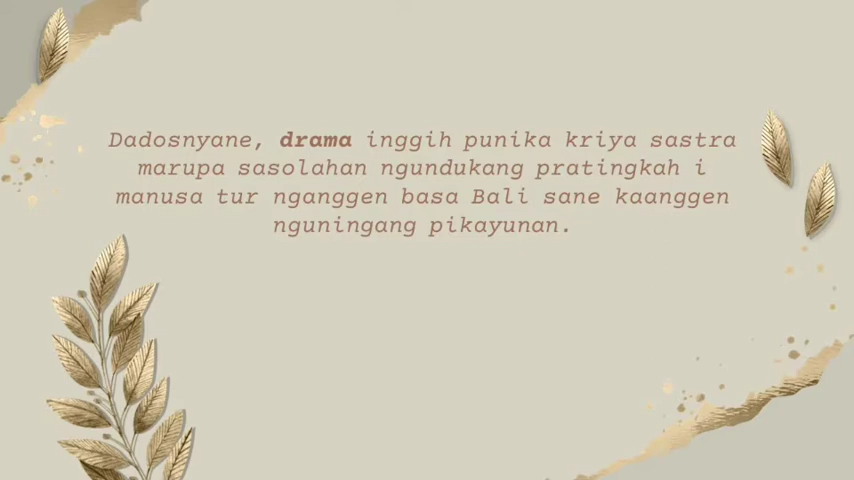 Dadosnyane, drama inggih punika kriya sastra
marupa sasolahan ngundukang pratingkah i
manusa tur nganggen basa Bali sane kaanggen
nguningang pikayunan.